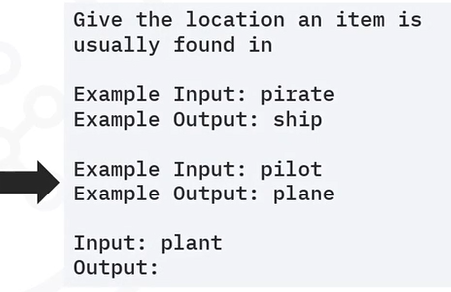 Give the location an item is
usually found in
Example Input: pirate
Example Output: ship
Example Input: pilot
Example Output: plane
Input: plant
Output: